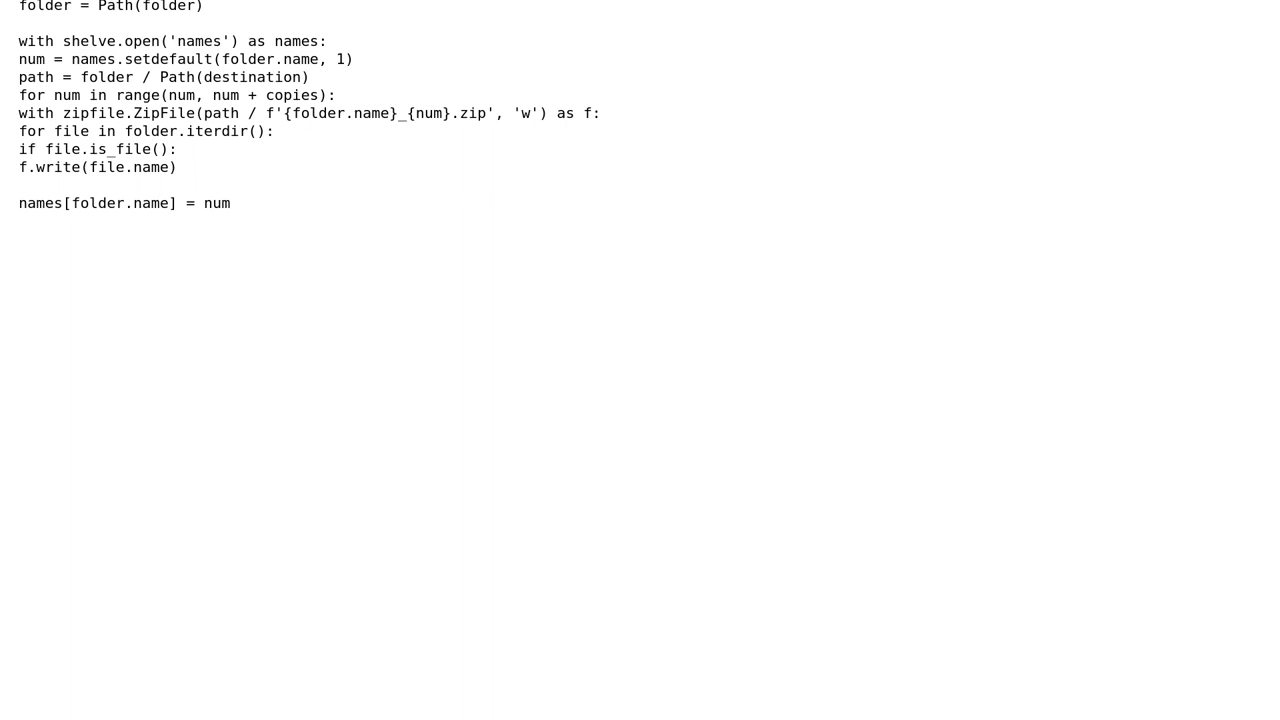 folder = Path(folder)

with shelve.open('names') as names:
num = names.setdefault(folder.name, 1)
path = folder / Path(destination)
for num in range(num, num + copies):
with zipfile.ZipFile(path / f'{folder.name}_{num}.zip', 'w') as f:
for file in folder.iterdir():
if file.is_file():
f.write(file.name)

names[folder.name] = num